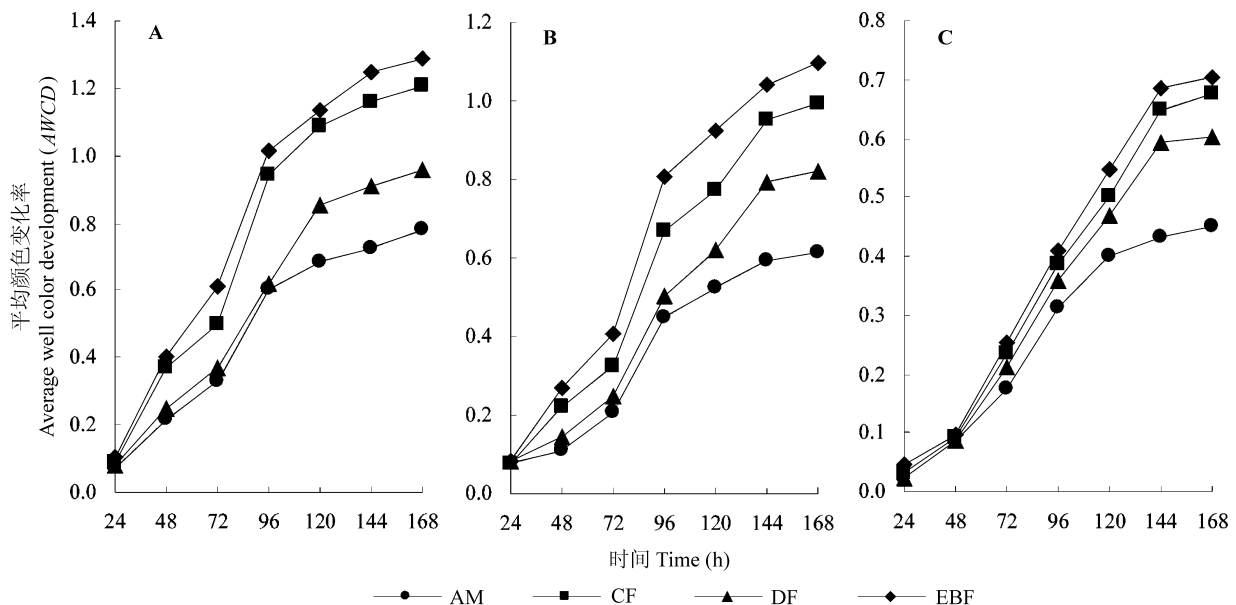 平均颜色变化率
Average well color development (AWCD)
A
1.4
1.2
1.0
0.8
0.6
0.4
0.2
0.0
24 48 72 96 120 144 168
B
1.2
1.0
0.8
0.6
0.4
0.2
0.0
24 48 72 96 120 144 168
C
0.8
0.7
0.6
0.5
0.4
0.3
0.2
0.1
0.0
24 48 72 96 120 144 168
时间 Time (h)
AM CF DF EBF